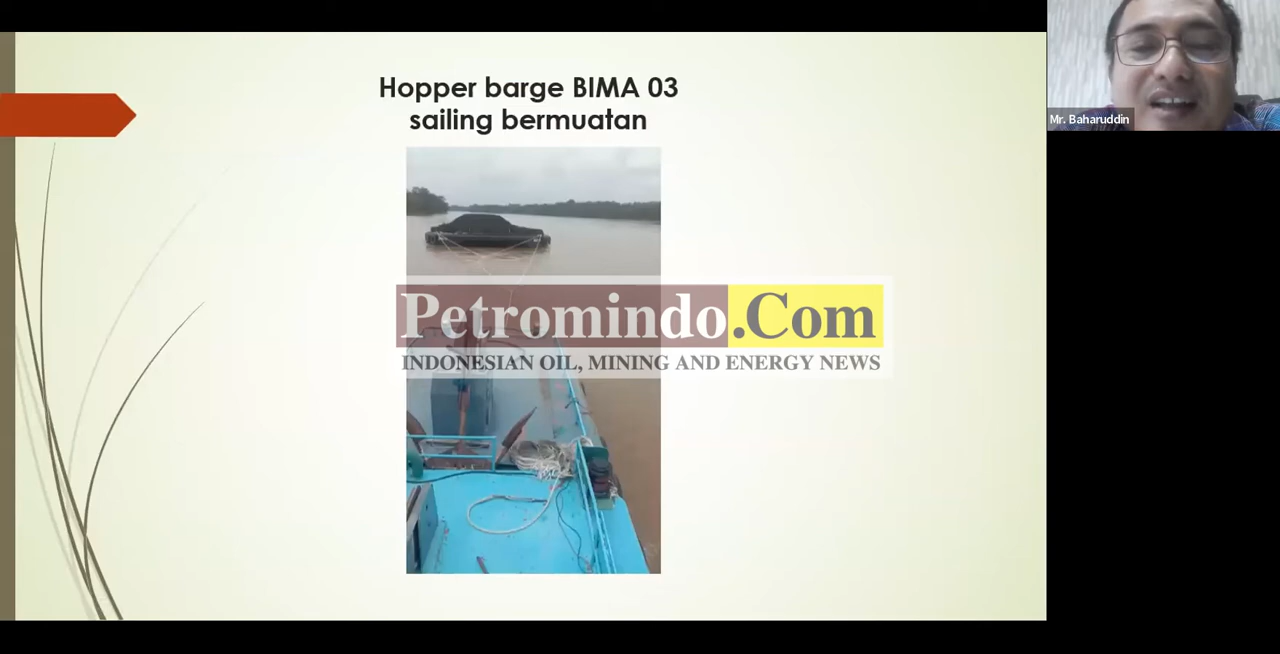 Hopper barge BIMA 03
sailing bermuatan
Petromindo.Com
INDONESIAN OIL, MINING AND ENERGY NEWS
Mr. Baharuddin